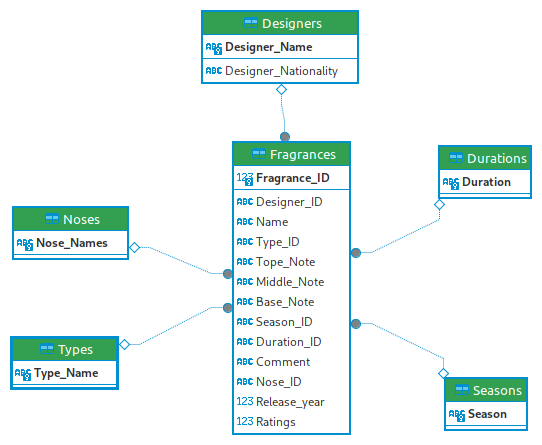 Designers
ABC Designer_Name
ABC Designer_Nationality
Fragrances
123 Fragrance_ID
ABC Designer_ID
ABC Name
ABC Type_ID
ABC Tope_Note
ABC Middle_Note
ABC Base_Note
ABC Season_ID
ABC Duration_ID
ABC Comment
ABC Nose_ID
123 Release_year
123 Ratings
Durations
ABC Duration
Noses
ABC Nose_Names
Types
ABC Type_Name
Seasons
ABC Season